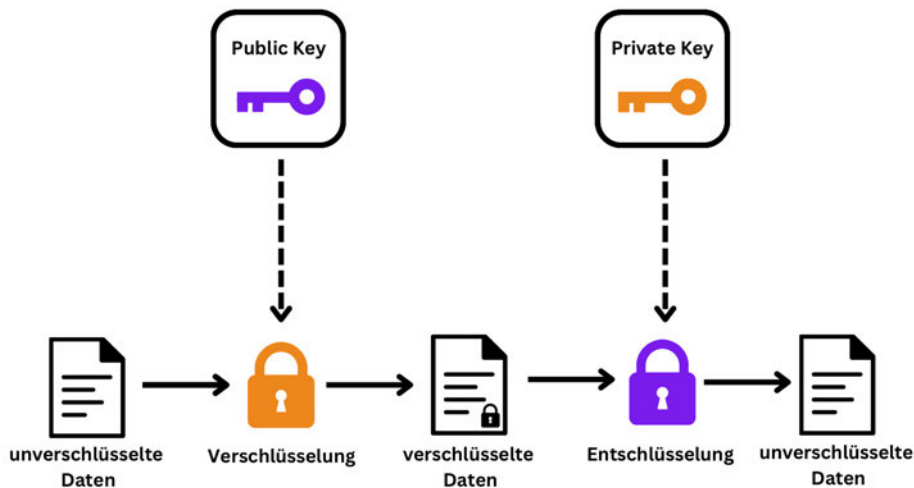 Public Key
Private Key
unverschlüsselte
Daten
Verschlüsselung
verschlüsselte
Daten
Entschlüsselung
unverschlüsselte
Daten